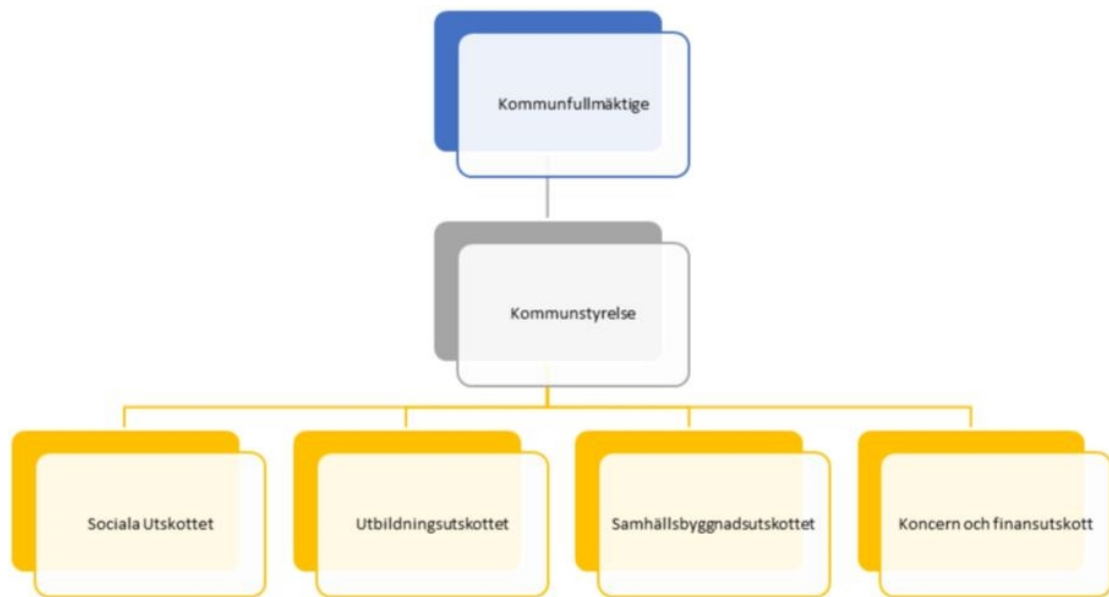 Kommunfullmäktige
Kommunstyrelse
Sociala Utskottet
Utbildningsutskottet
Samhällsbyggnadsutskottet
Koncern och finansutskott